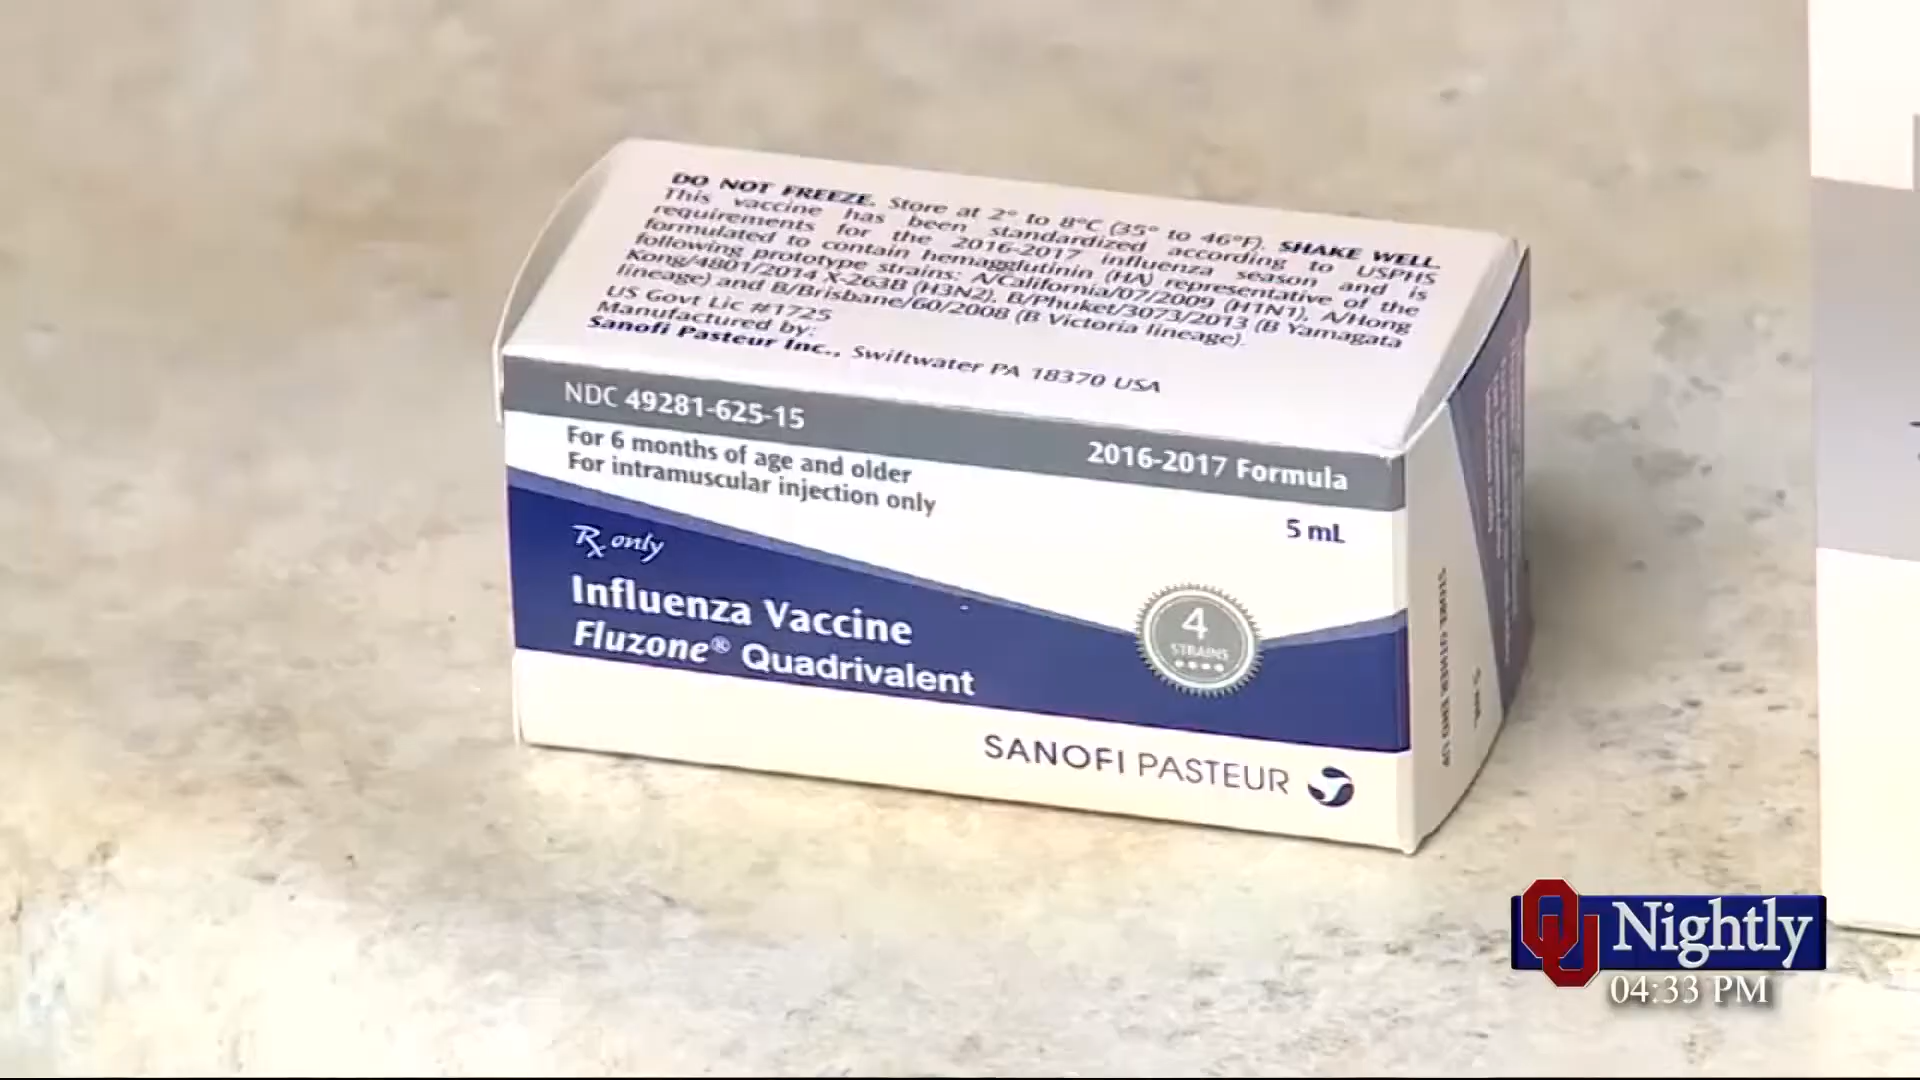 DO NOT FREEZE. Store at 2° to 8°C (35° to 46°F). SHAKE WELL.
This vaccine has been standardized according to USPHS
requirements for the 2016-2017 influenza season and is
formulated to contain hemagglutinin (HA) representative of the
following prototype strains: A/California/07/2009 (H1N1), A/Hong
Kong/4801/2014 X-263B (H3N2), B/Phuket/3073/2013 (B Yamagata
lineage) and B/Brisbane/60/2008 (B Victoria lineage).
US Govt Lic #1725
Manufactured by:
Sanofi Pasteur Inc., Swiftwater PA 18370 USA
NDC 49281-625-15
2016-2017 Formula
For 6 months of age and older
For intramuscular injection only
5 mL
Rx only
Influenza Vaccine
Fluzone® Quadrivalent
4
STRAINS
SANOFI PASTEUR
OU Nightly
04:33 PM